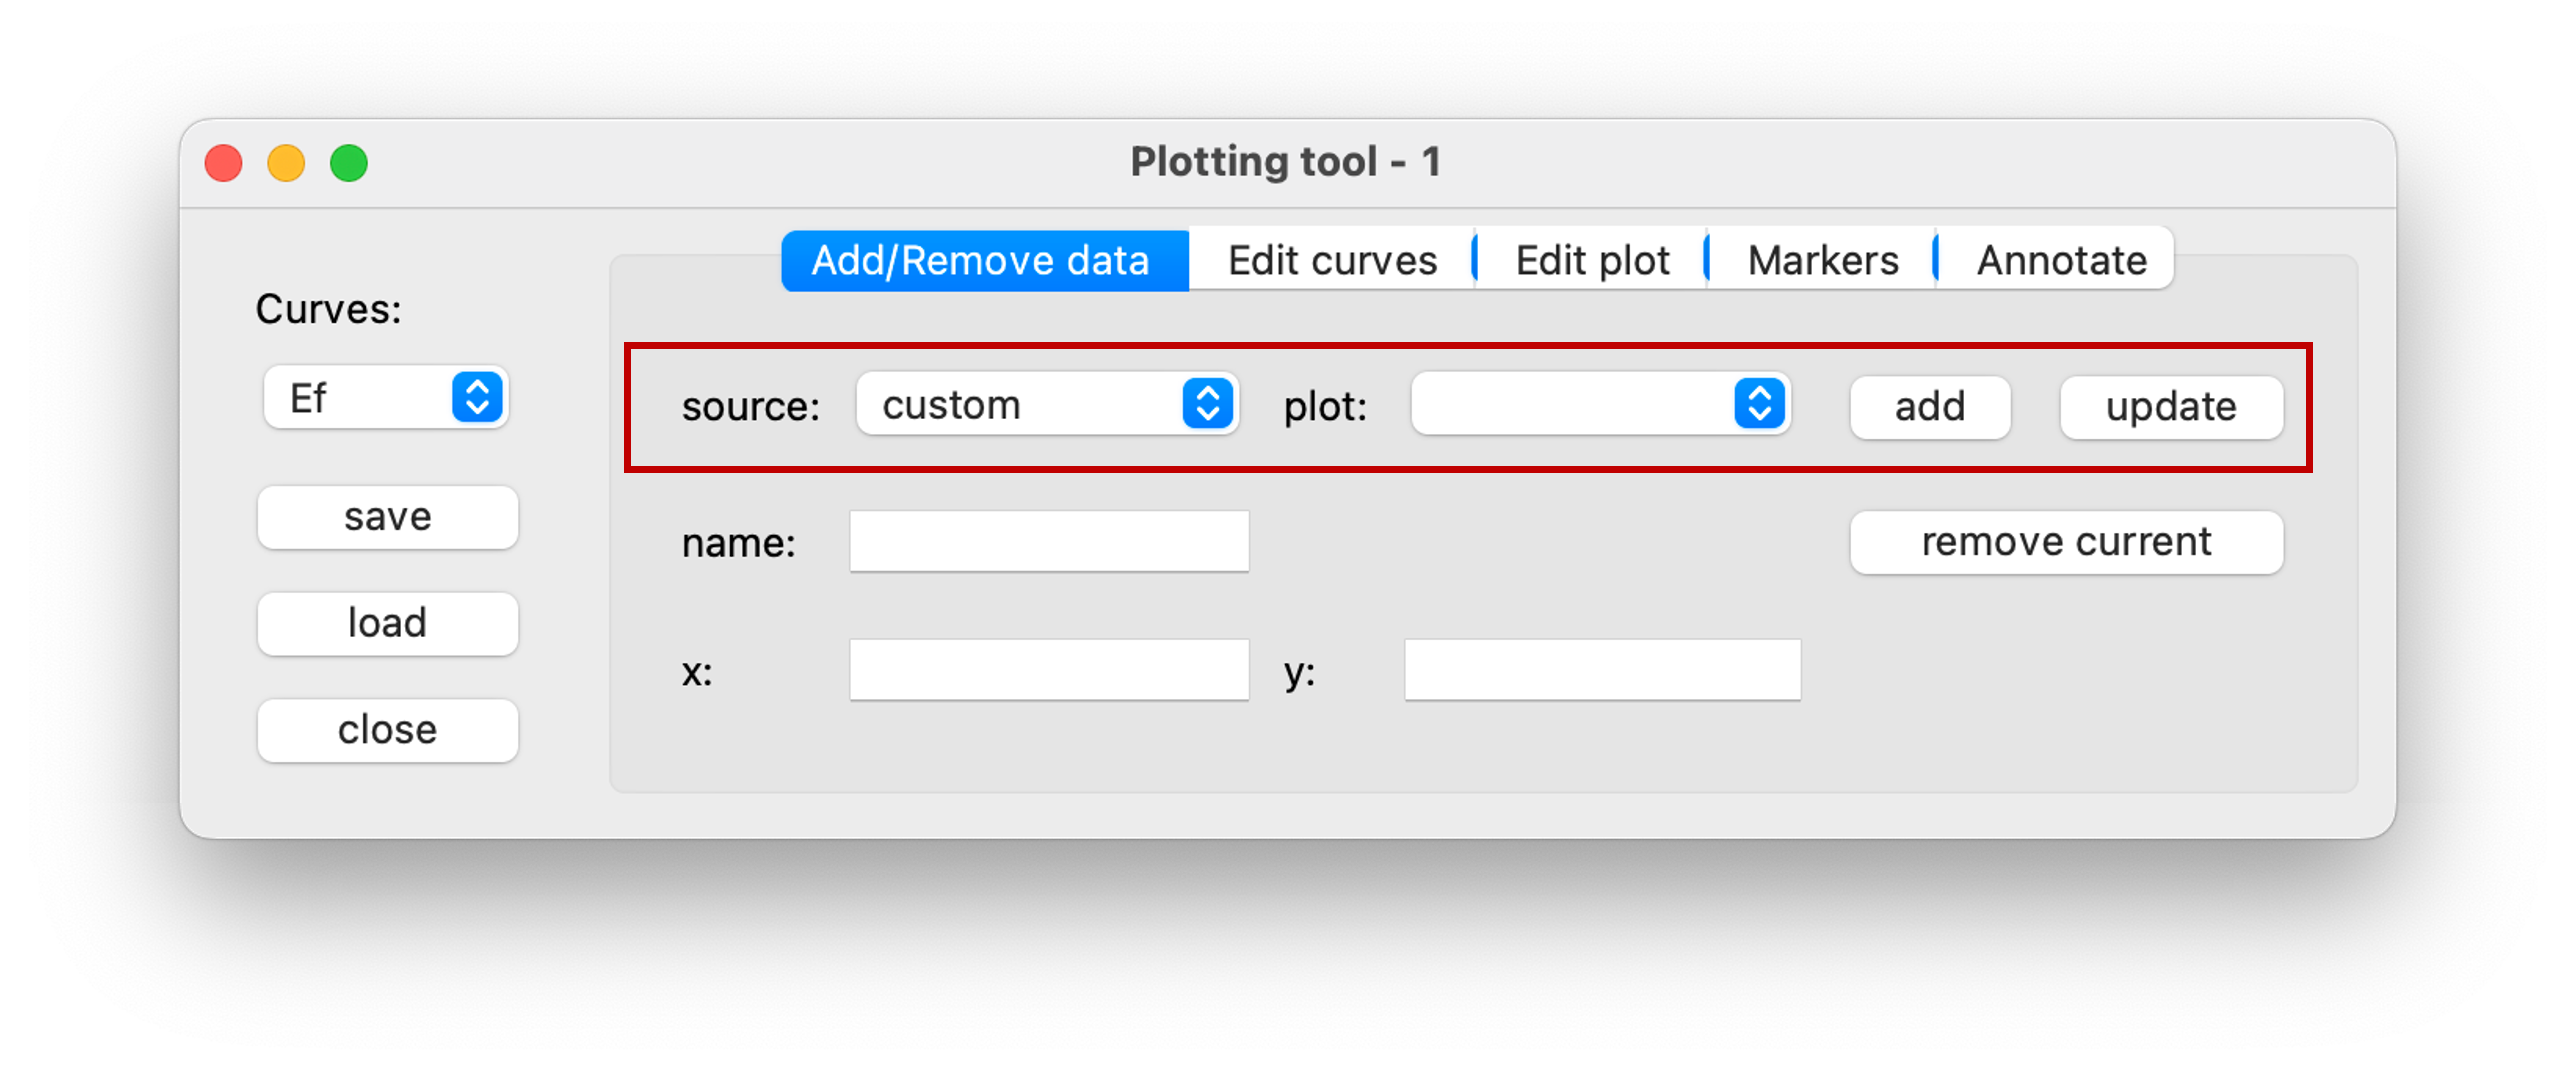 Plotting tool - 1
Add/Remove data Edit curves Edit plot Markers Annotate
Curves:
Ef
source: custom plot: add update
save
name: remove current
load
x: y:
close